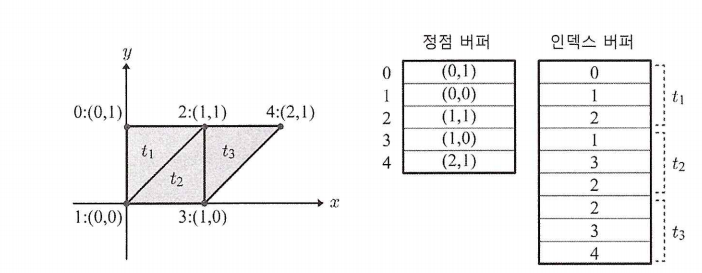 y
0:(0,1)
2:(1,1)
4:(2,1)
t₁
t₃
t₂
x
1:(0,0)
3:(1,0)
정점 버퍼
0 (0,1)
1 (0,0)
2 (1,1)
3 (1,0)
4 (2,1)
인덱스 버퍼
0
1
2
t₁
1
3
2
t₂
2
3
4
t₃